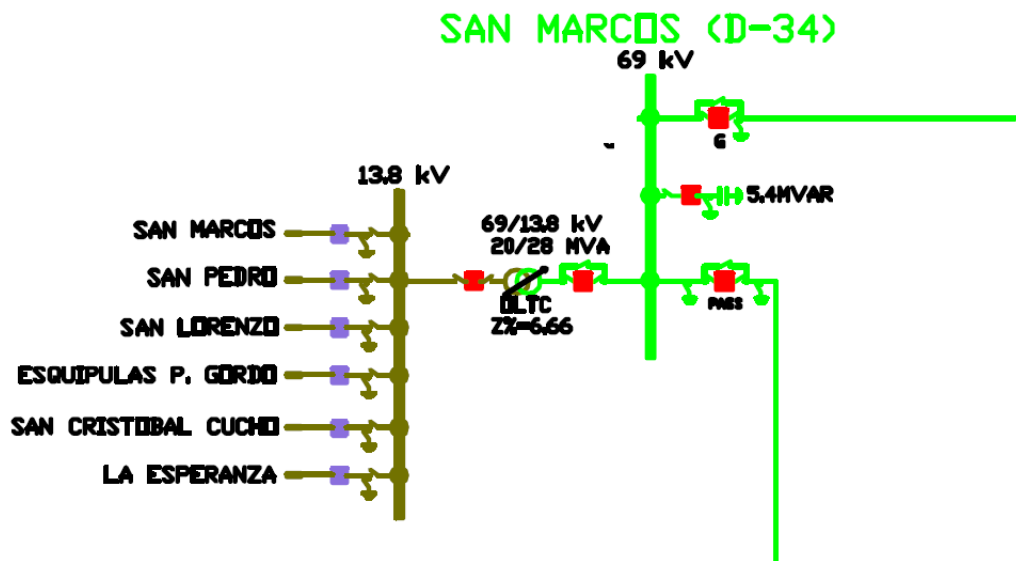 SAN MARCOS (D-34)
69 kV
G
13.8 kV
5.4MVAR
SAN MARCOS
69/13.8 kV
20/28 MVA
SAN PEDRO
OLTC
PASS
Z%=6.66
SAN LORENZO
ESQUIPULAS P. GORDO
SAN CRISTOBAL CUCHO
LA ESPERANZA